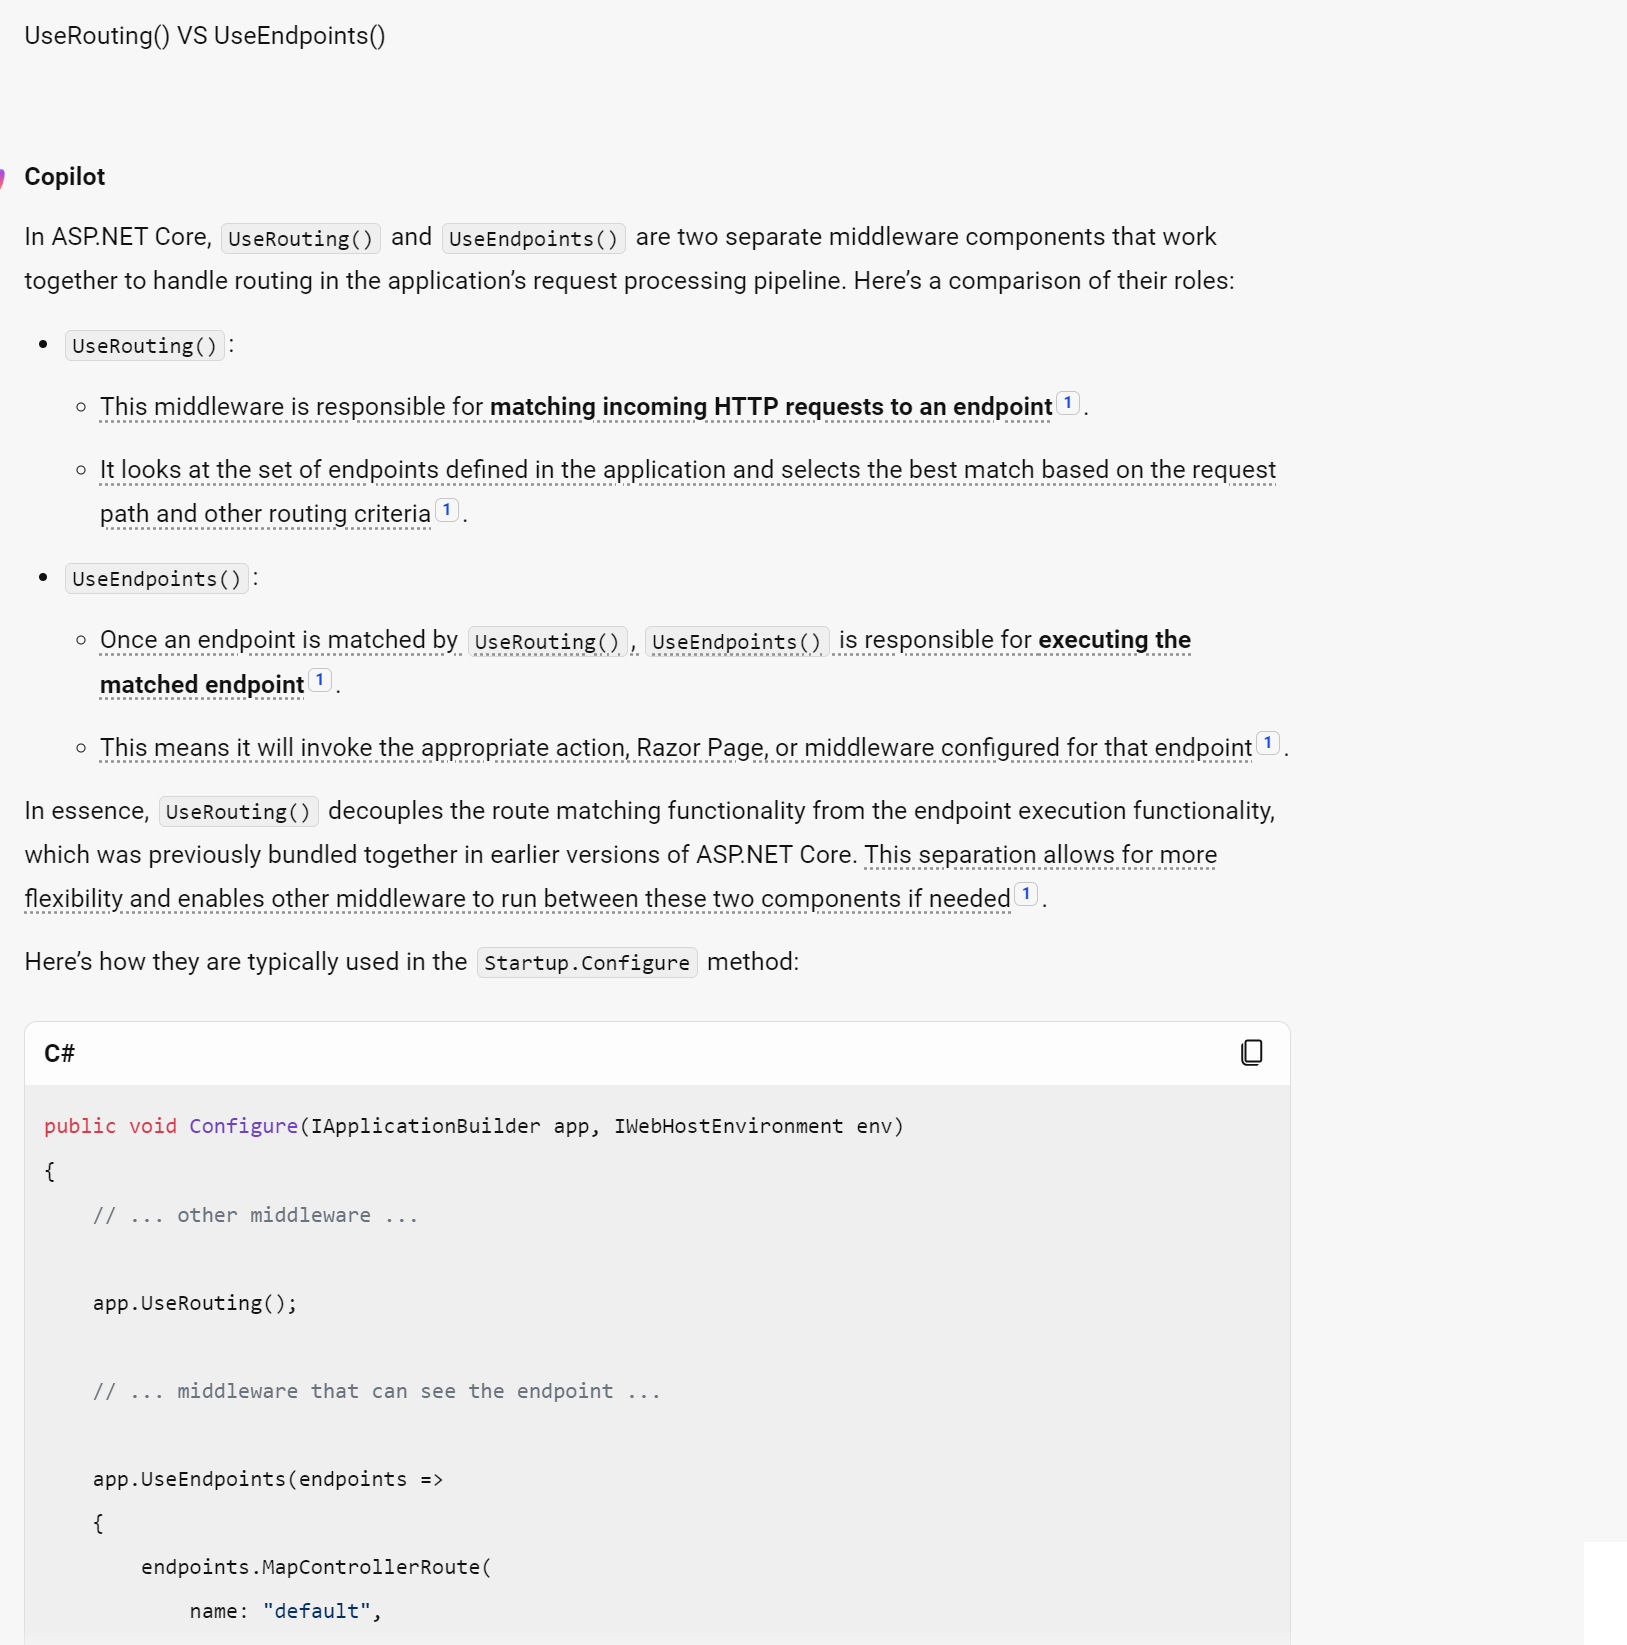 UseRouting() VS UseEndpoints()
Copilot
In ASP.NET Core, UseRouting() and UseEndpoints() are two separate middleware components that work
together to handle routing in the application’s request processing pipeline. Here’s a comparison of their roles:
• UseRouting() :
◦ This middleware is responsible for matching incoming HTTP requests to an endpoint 1 .
◦ It looks at the set of endpoints defined in the application and selects the best match based on the request
path and other routing criteria 1 .
• UseEndpoints() :
◦ Once an endpoint is matched by UseRouting() , UseEndpoints() is responsible for executing the
matched endpoint 1 .
◦ This means it will invoke the appropriate action, Razor Page, or middleware configured for that endpoint 1 .
In essence, UseRouting() decouples the route matching functionality from the endpoint execution functionality,
which was previously bundled together in earlier versions of ASP.NET Core. This separation allows for more
flexibility and enables other middleware to run between these two components if needed 1 .
Here’s how they are typically used in the Startup.Configure method:
C#
public void Configure(IApplicationBuilder app, IWebHostEnvironment env)
{
// ... other middleware ...
app.UseRouting();
// ... middleware that can see the endpoint ...
app.UseEndpoints(endpoints =>
{
endpoints.MapControllerRoute(
name: "default",